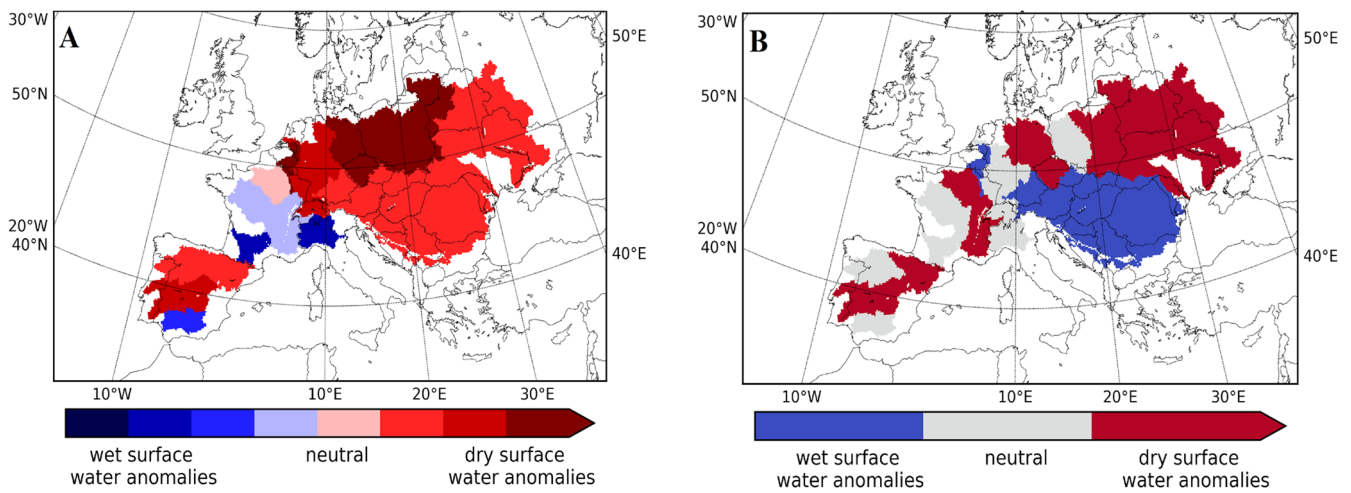 A
30°W
50°N
20°W
40°N
50°E
40°E
10°W
10°E
20°E
30°E
wet surface
water anomalies
neutral
dry surface
water anomalies
B
30°W
50°N
20°W
40°N
50°E
40°E
10°W
10°E
20°E
30°E
wet surface
water anomalies
neutral
dry surface
water anomalies